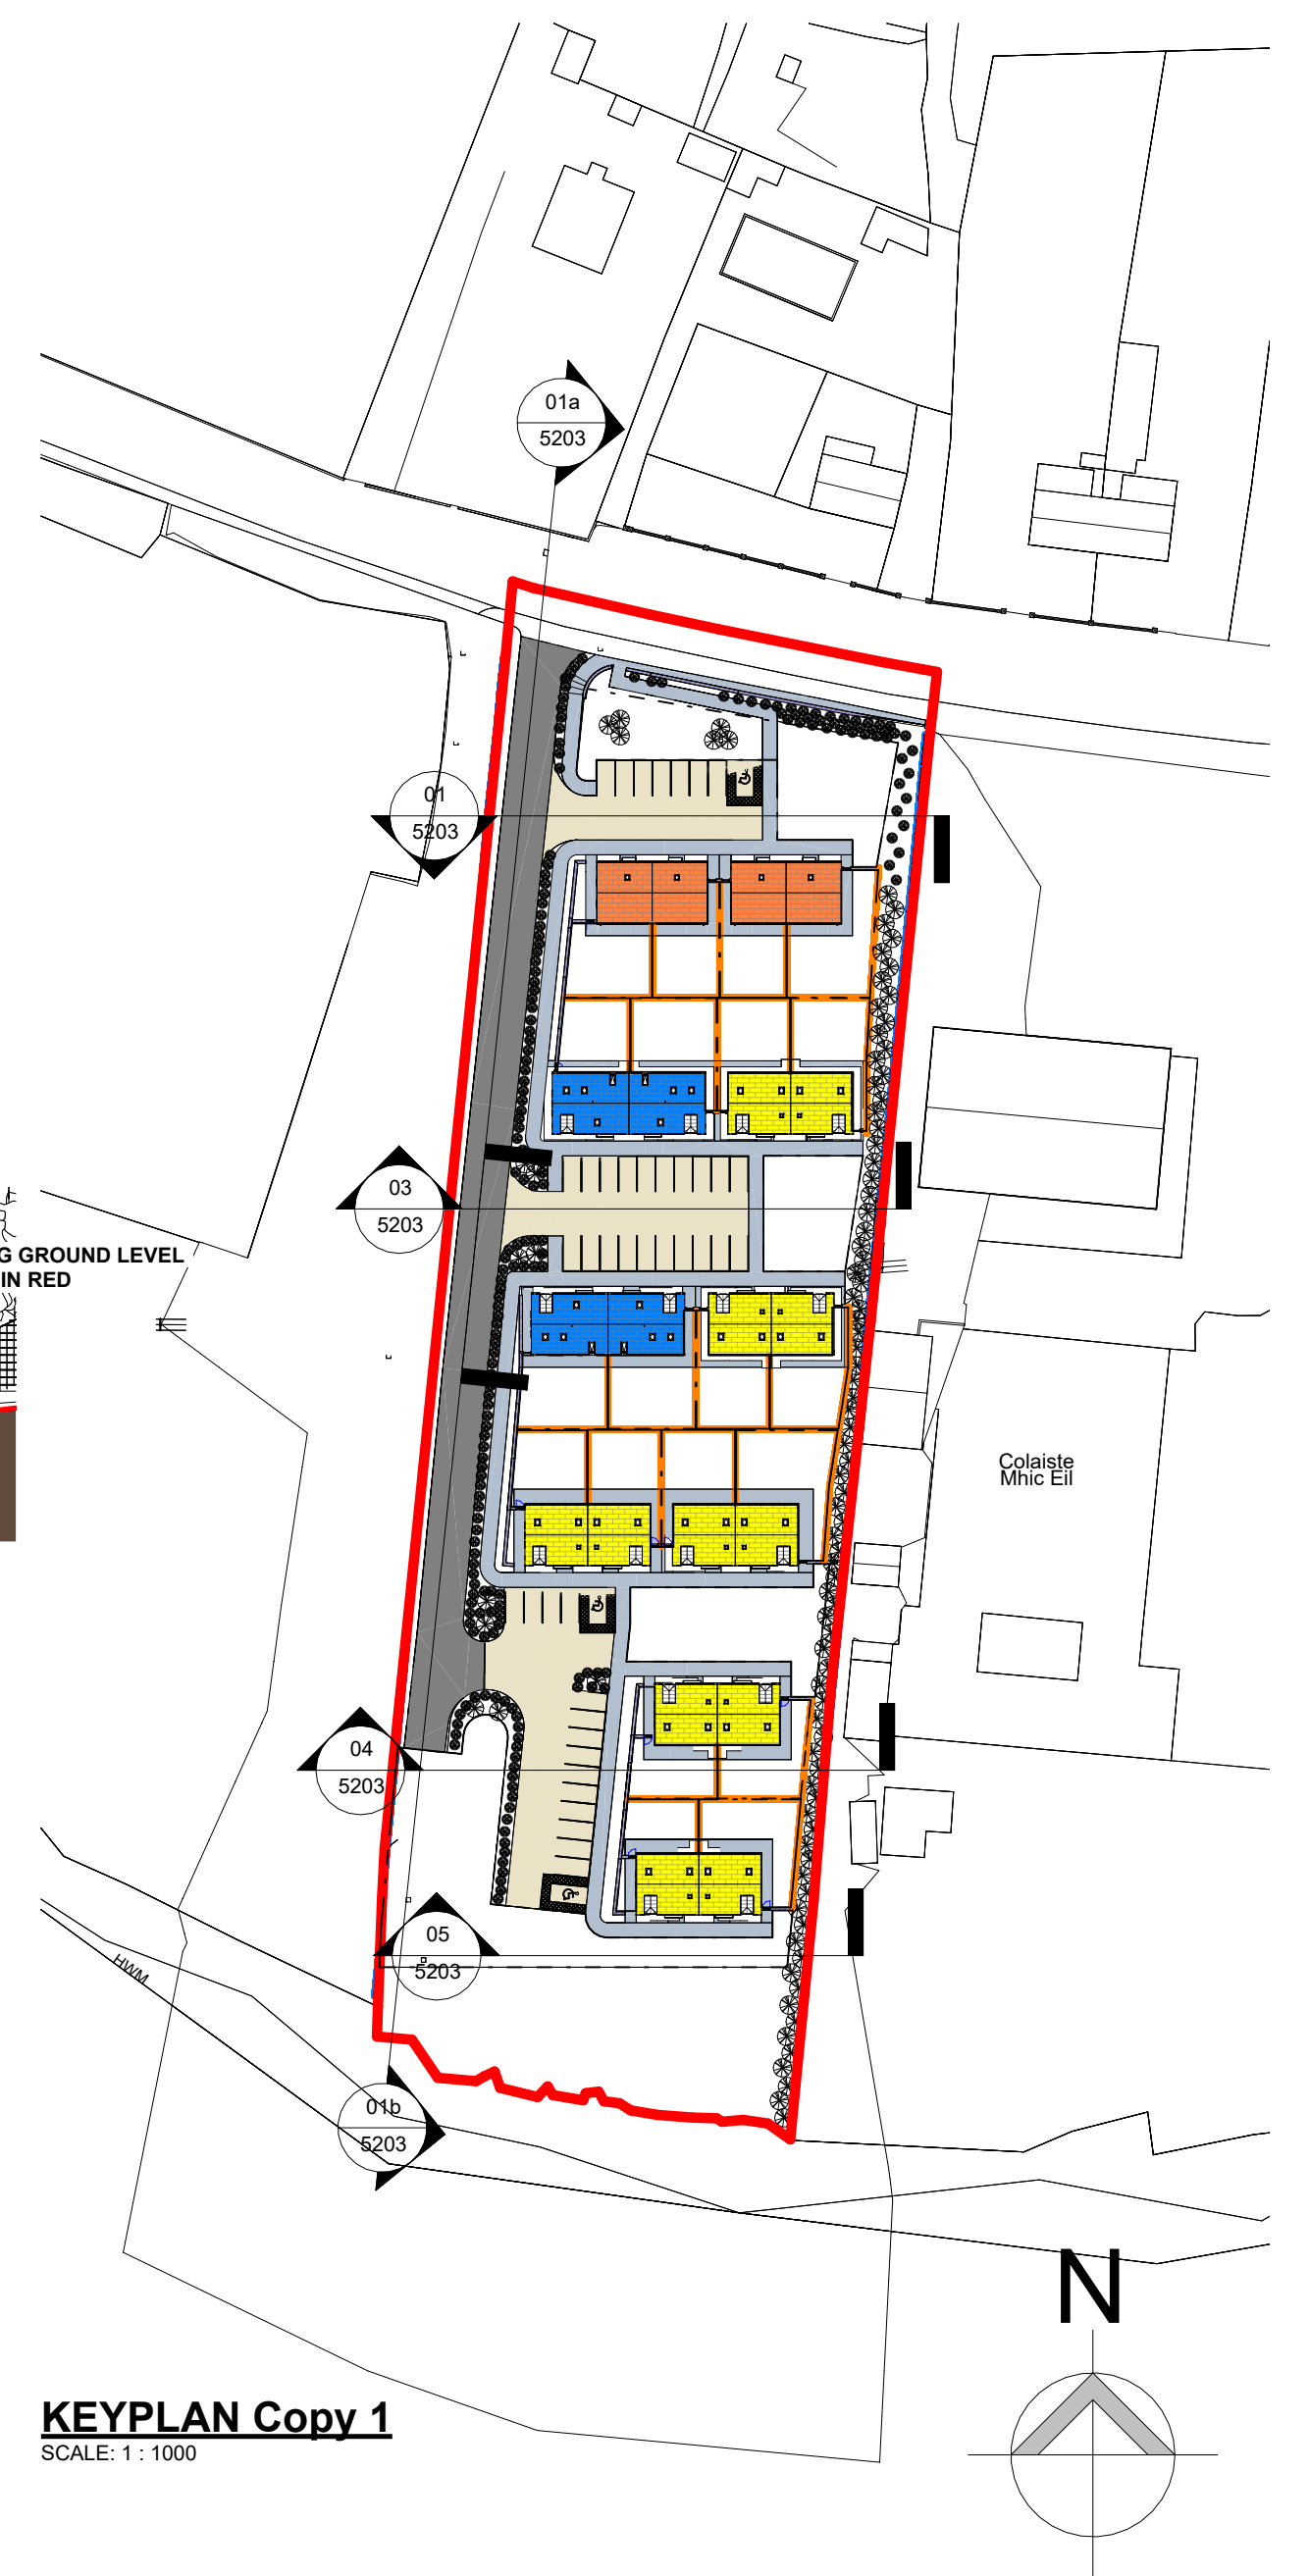 01a
5203
01
5203
03
5203
G GROUND LEVEL
IN RED
Colaiste
Mhic Eil
04
5203
05
5203
HWM
01b
5203
N
KEYPLAN Copy 1
SCALE: 1 : 1000